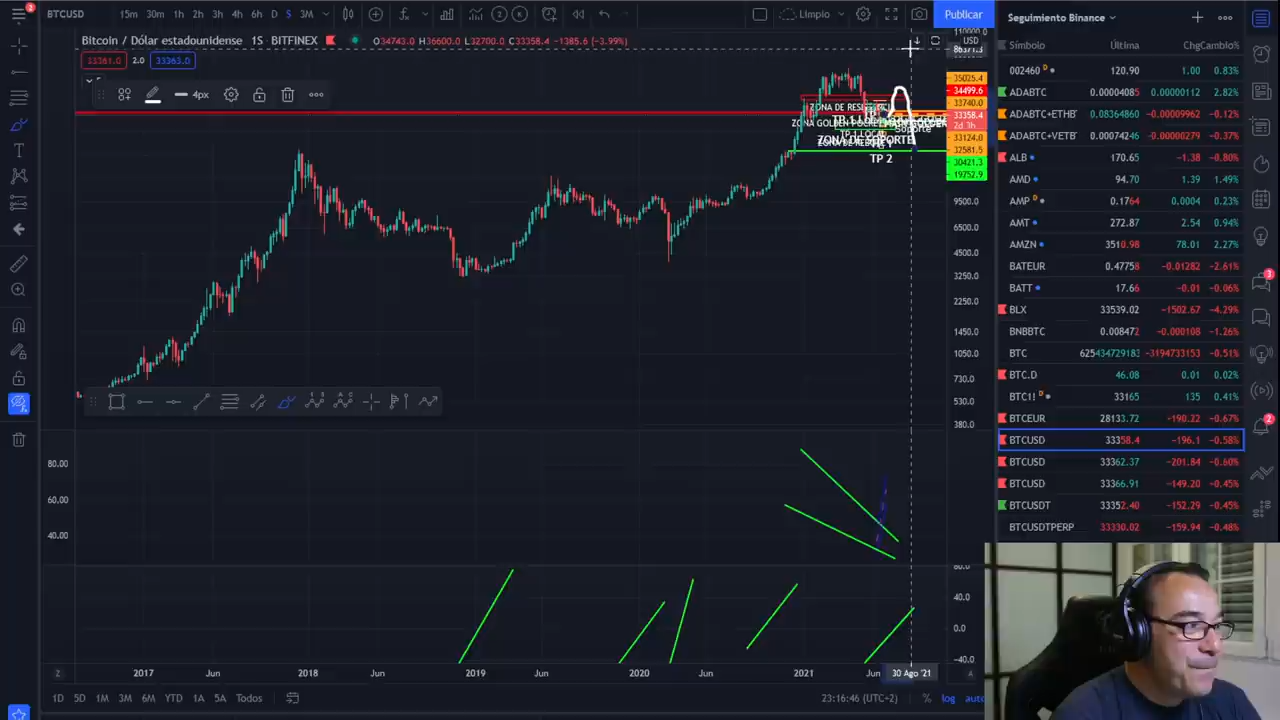 BTCUSD 15m 30m 1h 2h 3h 4h 6h D S 3M Limpio Publicar
Bitcoin / Dólar estadounidense 1S BITFINEX O34743.0 H36600.0 L32700.0 C33358.4 −1385.6 (−3.99%)
33361.0 2.0 33363.0
4px
USD
86371.3
35025.4
34499.6
33740.0
33358.4
2d 3h
33124.0
32581.5
30421.3
19752.9
9500.0
6500.0
4500.0
3250.0
2250.0
1450.0
1050.0
730.0
530.0
380.0
ZONA DE SOPORTE
Soporte
TP 2
80.00
60.00
40.00
40.0
0.0
−40.0
2017 Jun 2018 Jun 2019 Jun 2020 Jun 2021 Jun 30 Ago '21
1D 5D 1M 3M 6M YTD 1A 5A Todos 23:16:46 (UTC+2) % log auto
Seguimiento Binance
Símbolo Última Chg Cambio%
002460 D 120.90 1.00 0.83%
ADABTC 0.00004085 0.00000112 2.82%
ADABTC+ETHB 0.08364860 −0.00009962 −0.12%
ADABTC+VETB 0.00074246 −0.00000276 −0.37%
ALB 170.65 −1.38 −0.80%
AMD 94.70 1.39 1.49%
AMP D 0.1764 0.0004 0.23%
AMT 272.87 2.54 0.94%
AMZN 3510.98 78.01 2.27%
BATEUR 0.47758 −0.01282 −2.61%
BATT 17.66 −0.01 −0.06%
BLX 33539.02 −1502.67 −4.29%
BNBBTC 0.008472 −0.000108 −1.26%
BTC 625434729183 −3194733153 −0.51%
BTC.D 46.08 0.01 0.02%
BTC1! D 33165 135 0.41%
BTCEUR 28133.72 −190.22 −0.67%
BTCUSD 33358.4 −196.1 −0.58%
BTCUSD 33362.37 −201.84 −0.60%
BTCUSD 33366.91 −149.20 −0.45%
BTCUSDT 33352.40 −152.29 −0.45%
BTCUSDTPERP 33330.02 −159.94 −0.48%